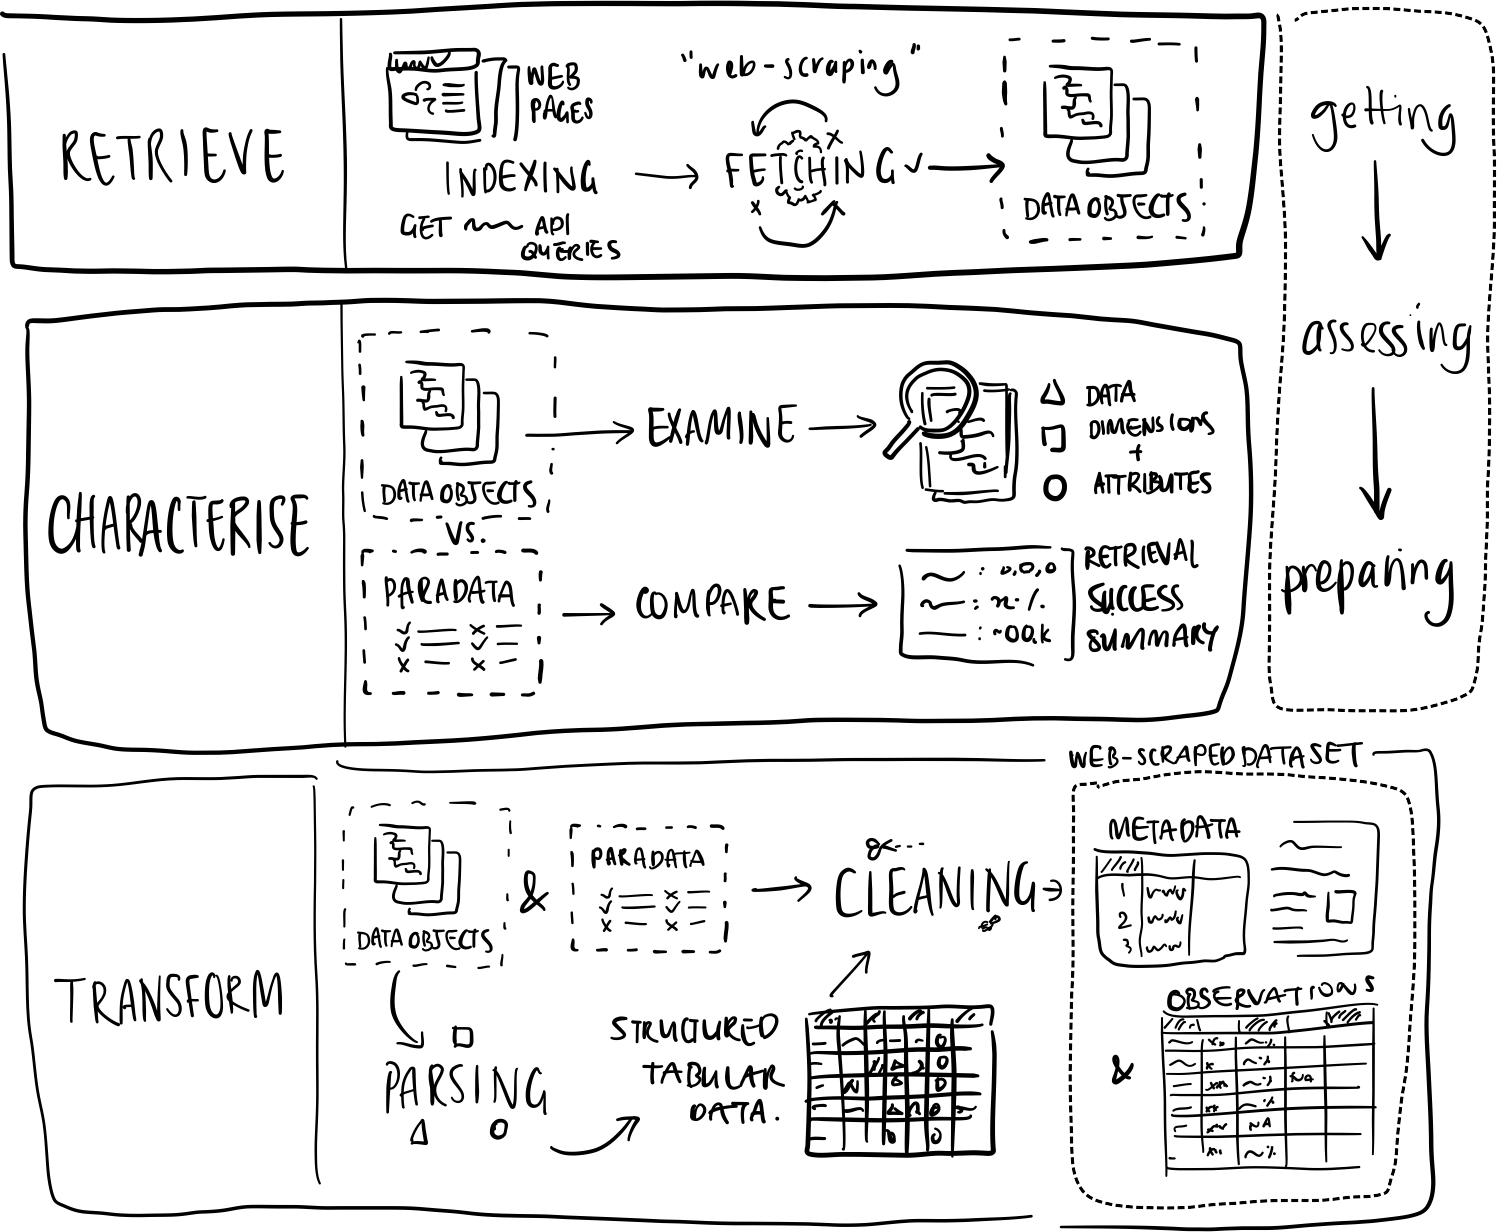 RETRIEVE
WEB
PAGES
INDEXING
GET API
QUERIES
"web-scraping"
FETCHING
DATA OBJECTS
getting
assessing
preparing
CHARACTERISE
DATA OBJECTS
VS.
PARADATA
EXAMINE
DATA
DIMENSIONS
+
ATTRIBUTES
COMPARE
: 0,0,0
: n·/.
: ~00.k
RETRIEVAL
SUCCESS
SUMMARY
TRANSFORM
DATA OBJECTS
&
PARADATA
PARSING
STRUCTURED
TABULAR
DATA.
CLEANING
WEB-SCRAPED DATASET
METADATA
1
2
3
&
OBSERVATIONS
NA
NA